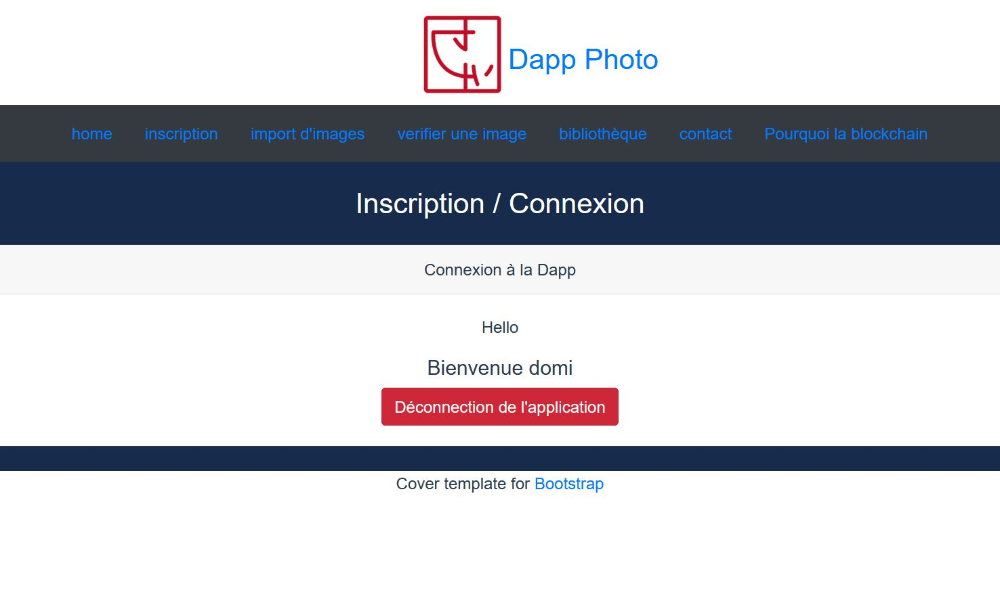 Dapp Photo
home inscription import d'images verifier une image bibliothèque contact Pourquoi la blockchain
Inscription / Connexion
Connexion à la Dapp
Hello
Bienvenue domi
Déconnection de l'application
Cover template for Bootstrap